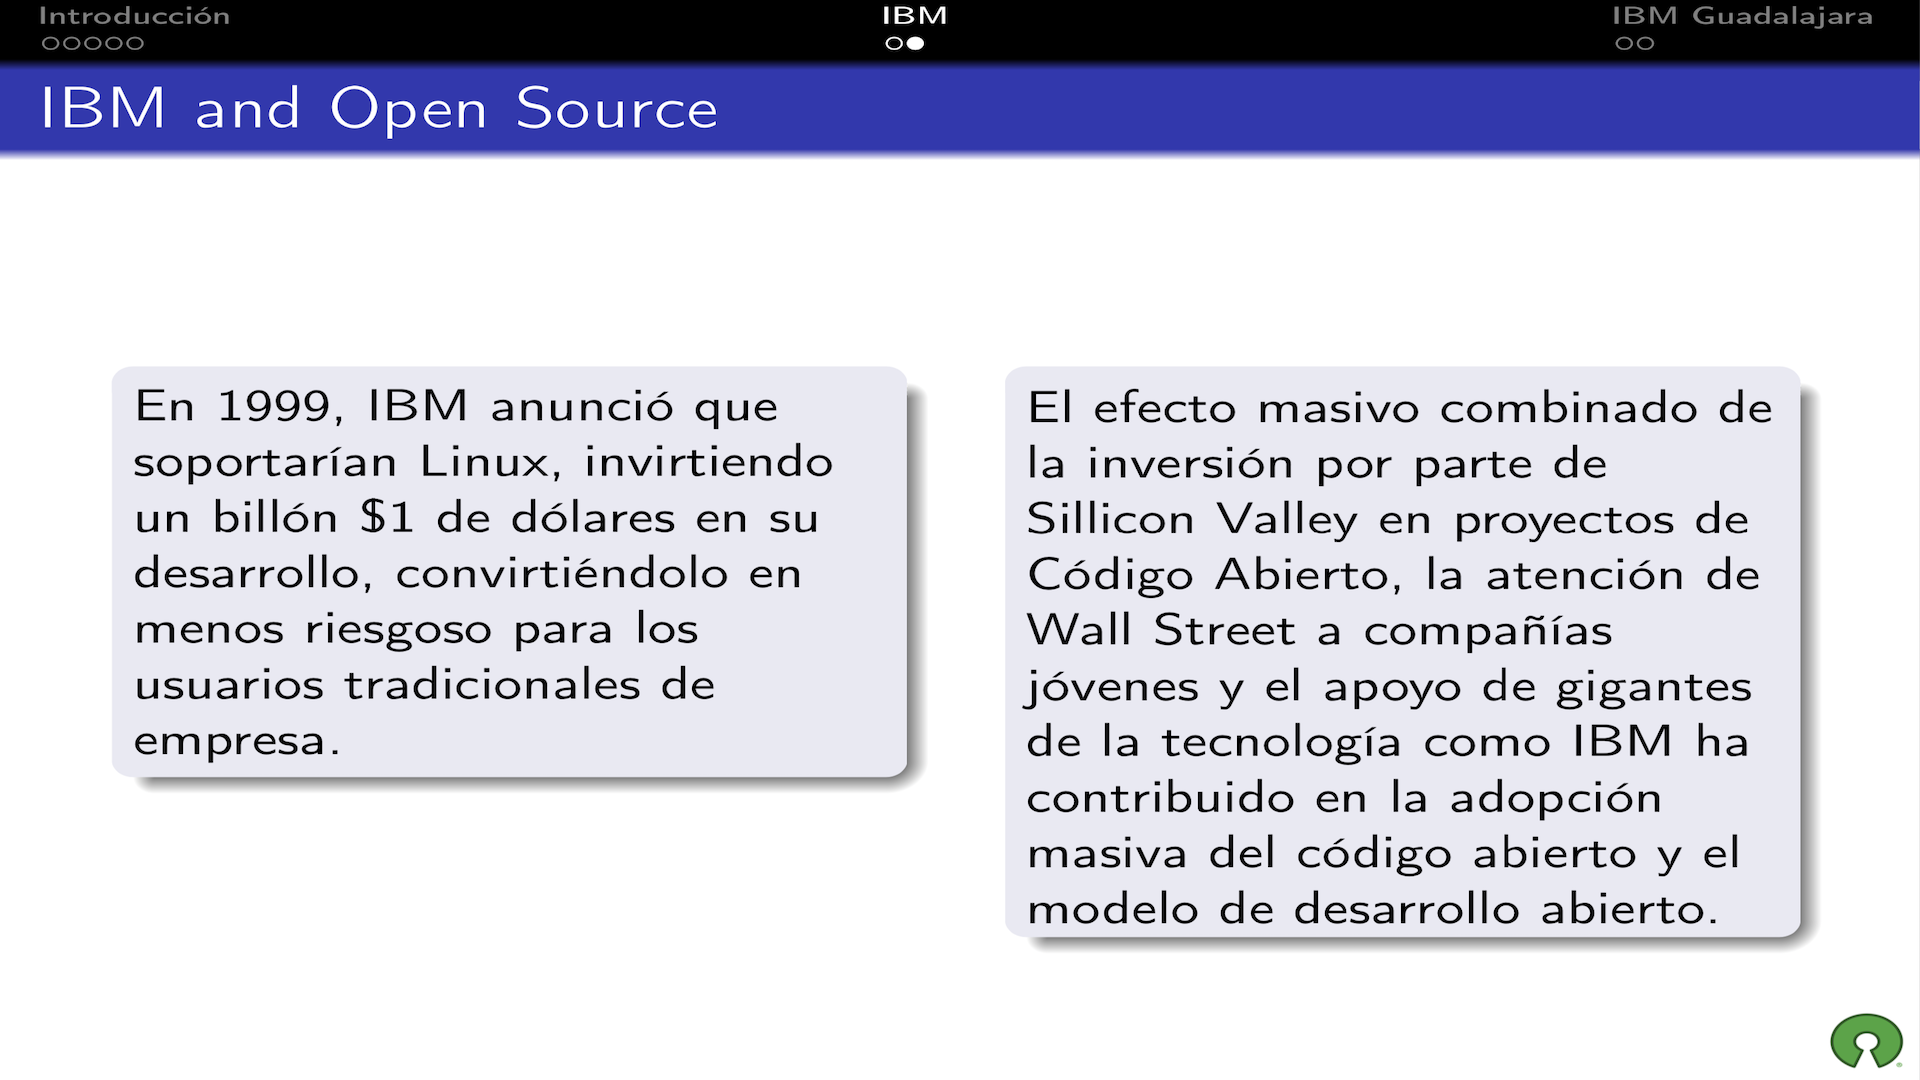 Introducción
IBM
IBM Guadalajara
IBM and Open Source
En 1999, IBM anunció que
soportarían Linux, invirtiendo
un billón $1 de dólares en su
desarrollo, convirtiéndolo en
menos riesgoso para los
usuarios tradicionales de
empresa.
El efecto masivo combinado de
la inversión por parte de
Sillicon Valley en proyectos de
Código Abierto, la atención de
Wall Street a compañías
jóvenes y el apoyo de gigantes
de la tecnología como IBM ha
contribuido en la adopción
masiva del código abierto y el
modelo de desarrollo abierto.